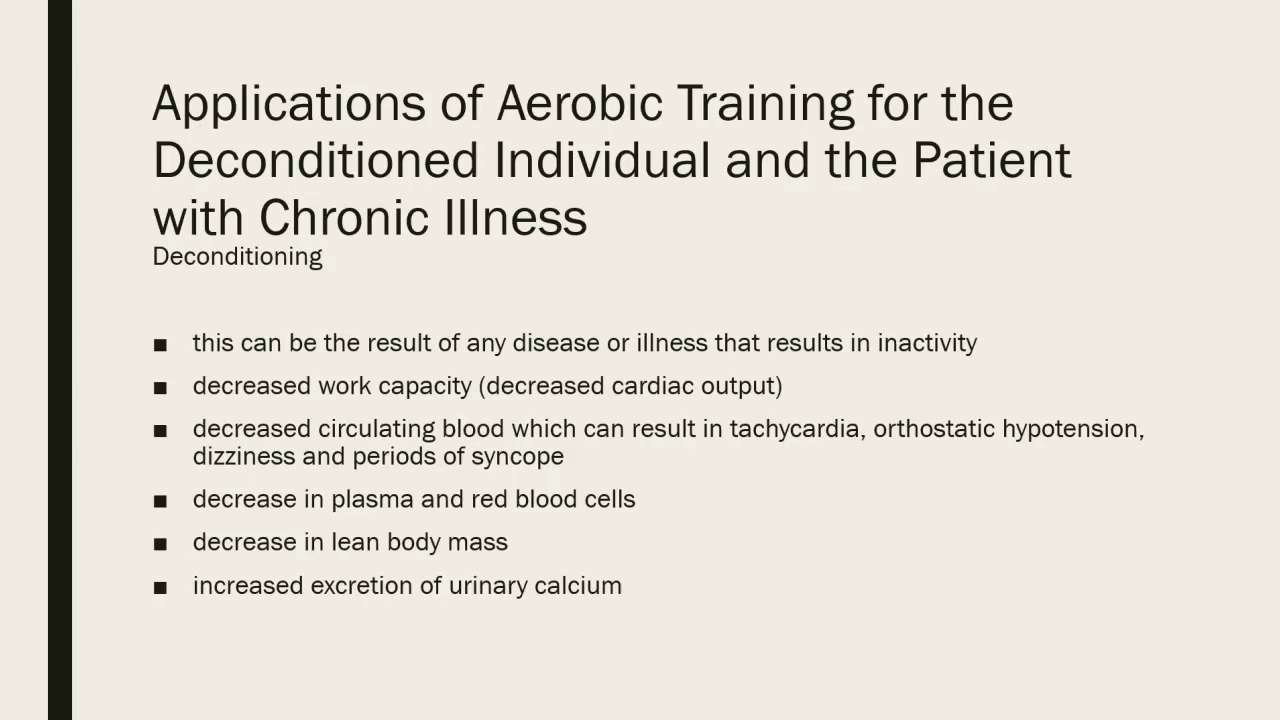 Applications of Aerobic Training for the
Deconditioned Individual and the Patient
with Chronic Illness
Deconditioning
■ this can be the result of any disease or illness that results in inactivity
■ decreased work capacity (decreased cardiac output)
■ decreased circulating blood which can result in tachycardia, orthostatic hypotension,
dizziness and periods of syncope
■ decrease in plasma and red blood cells
■ decrease in lean body mass
■ increased excretion of urinary calcium